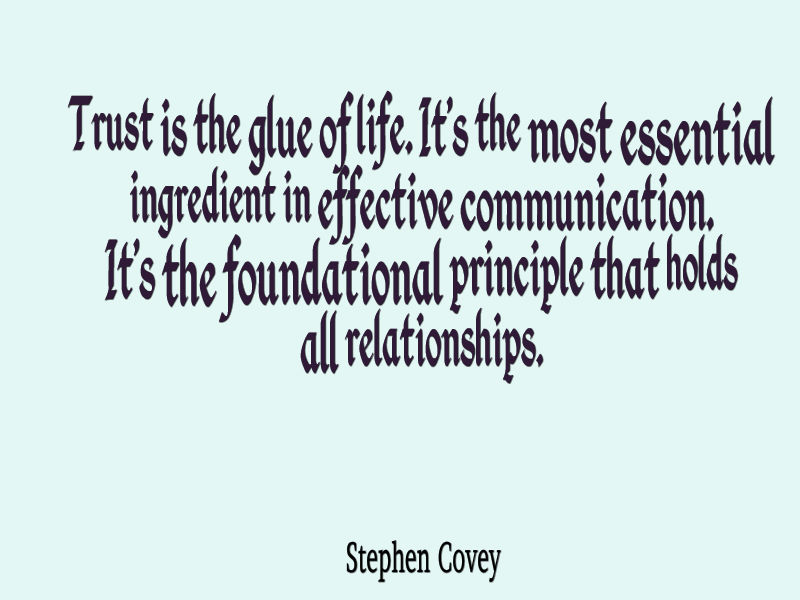 Trust is the glue of life. It's the most essential
ingredient in effective communication.
It's the foundational principle that holds
all relationships.
Stephen Covey